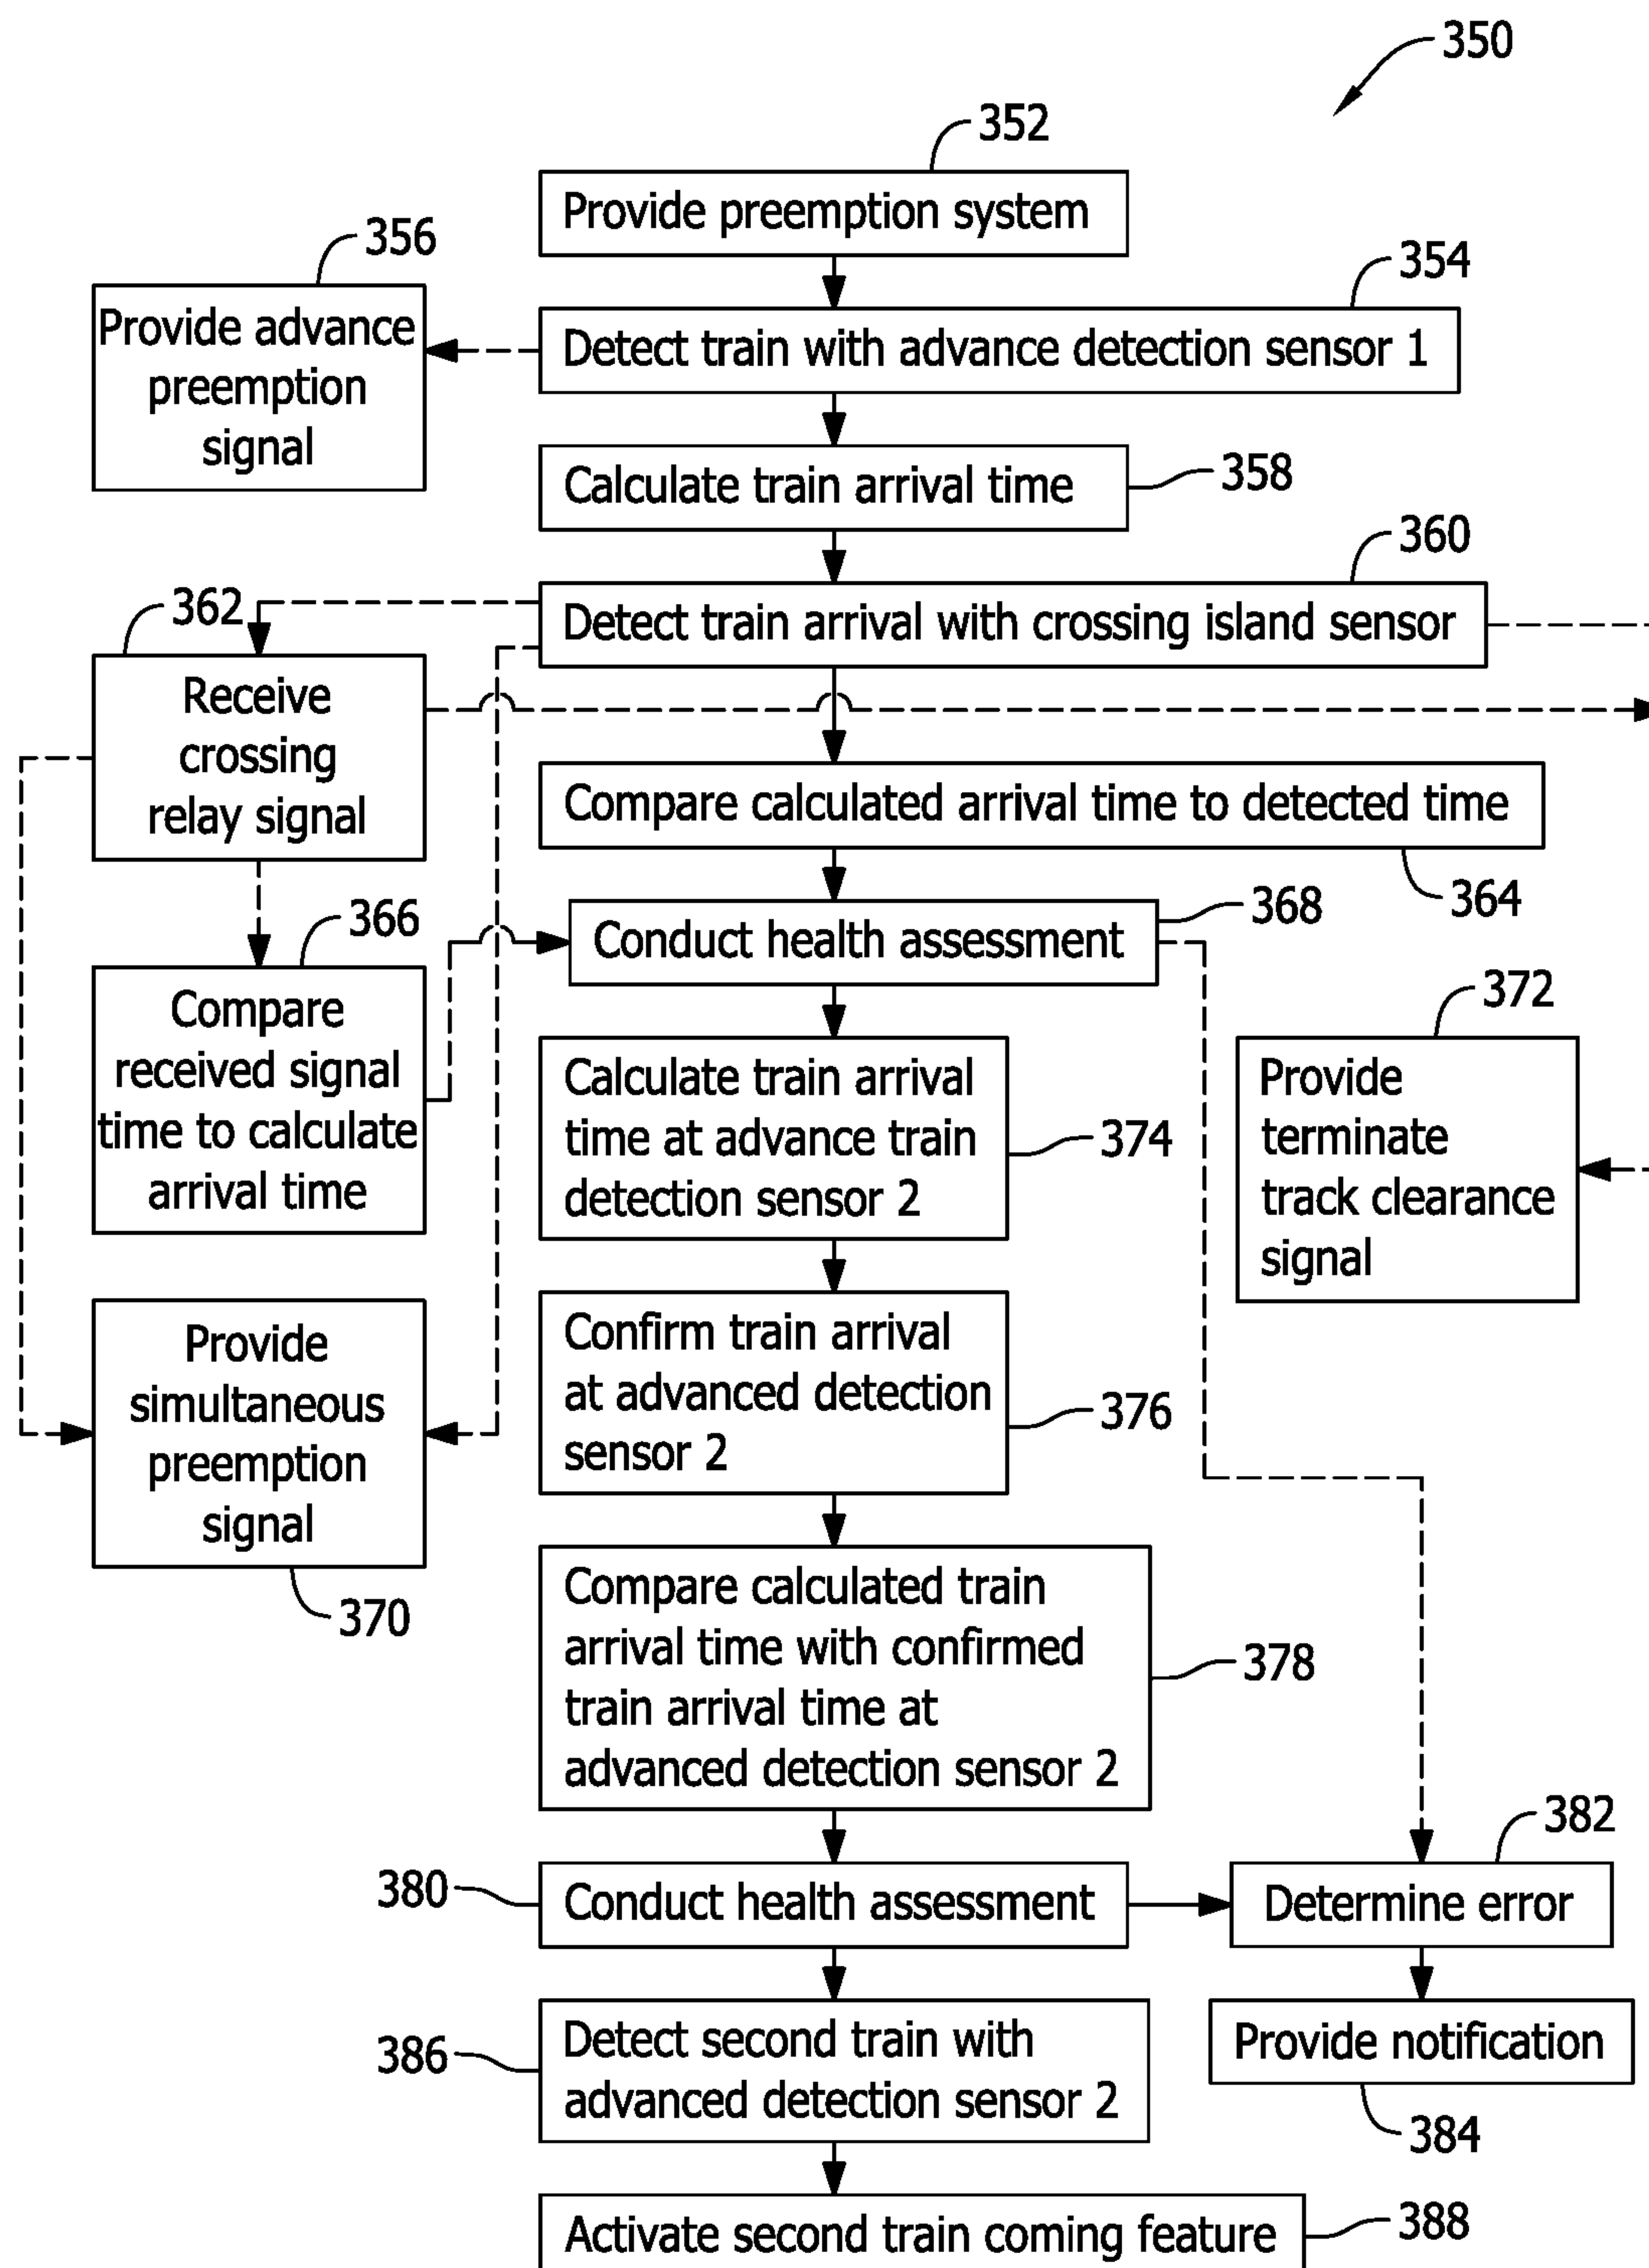 350
352
Provide preemption system
356
354
Provide advance
preemption
signal
Detect train with advance detection sensor 1
Calculate train arrival time
358
360
362
Detect train arrival with crossing island sensor
Receive
crossing
relay signal
Compare calculated arrival time to detected time
364
366
Conduct health assessment
368
Compare
received signal
time to calculate
arrival time
372
Calculate train arrival
time at advance train
detection sensor 2
374
Provide
terminate
track clearance
signal
Provide
simultaneous
preemption
signal
370
Confirm train arrival
at advanced detection
sensor 2
376
Compare calculated train
arrival time with confirmed
train arrival time at
advanced detection sensor 2
378
382
380
Conduct health assessment
Determine error
386
Detect second train with
advanced detection sensor 2
Provide notification
384
Activate second train coming feature
388